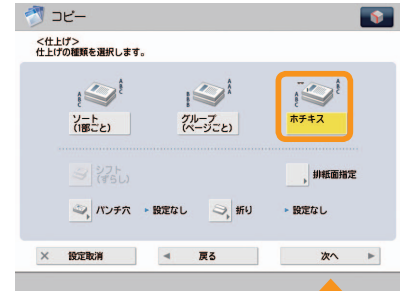 コピー
<仕上げ>
仕上げの種類を選択します。
A B C
A B C
B B B
A A A
A B C
A B C
ソート
(1部ごと)
グループ
(ページごと)
ホチキス
シフト
(ずらし)
排紙面指定
パンチ穴 ▸ 設定なし
折り ▸ 設定なし
× 設定取消
◀ 戻る
次へ ▶